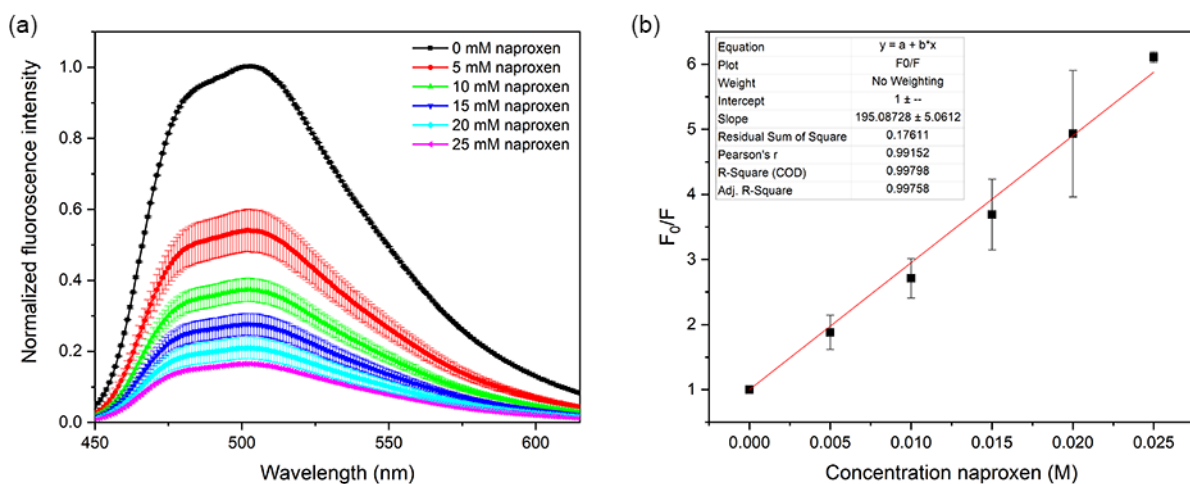 (a)
Normalized fluoroscence intensity
1.0
0.8
0.6
0.4
0.2
0.0
450
500
550
600
Wavelength (nm)
0 mM naproxen
5 mM naproxen
10 mM naproxen
15 mM naproxen
20 mM naproxen
25 mM naproxen
(b)
F0/F
6
5
4
3
2
1
0.000
0.005
0.010
0.015
0.020
0.025
Concentration naproxen (M)
Equation y = a + b*x
Plot F0/F
Weight No Weighting
Intercept 1 ± --
Slope 195.08728 ± 5.0612
Residual Sum of Square 0.17611
Pearson's r 0.99152
R-Square (COD) 0.99798
Adj. R-Square 0.99758